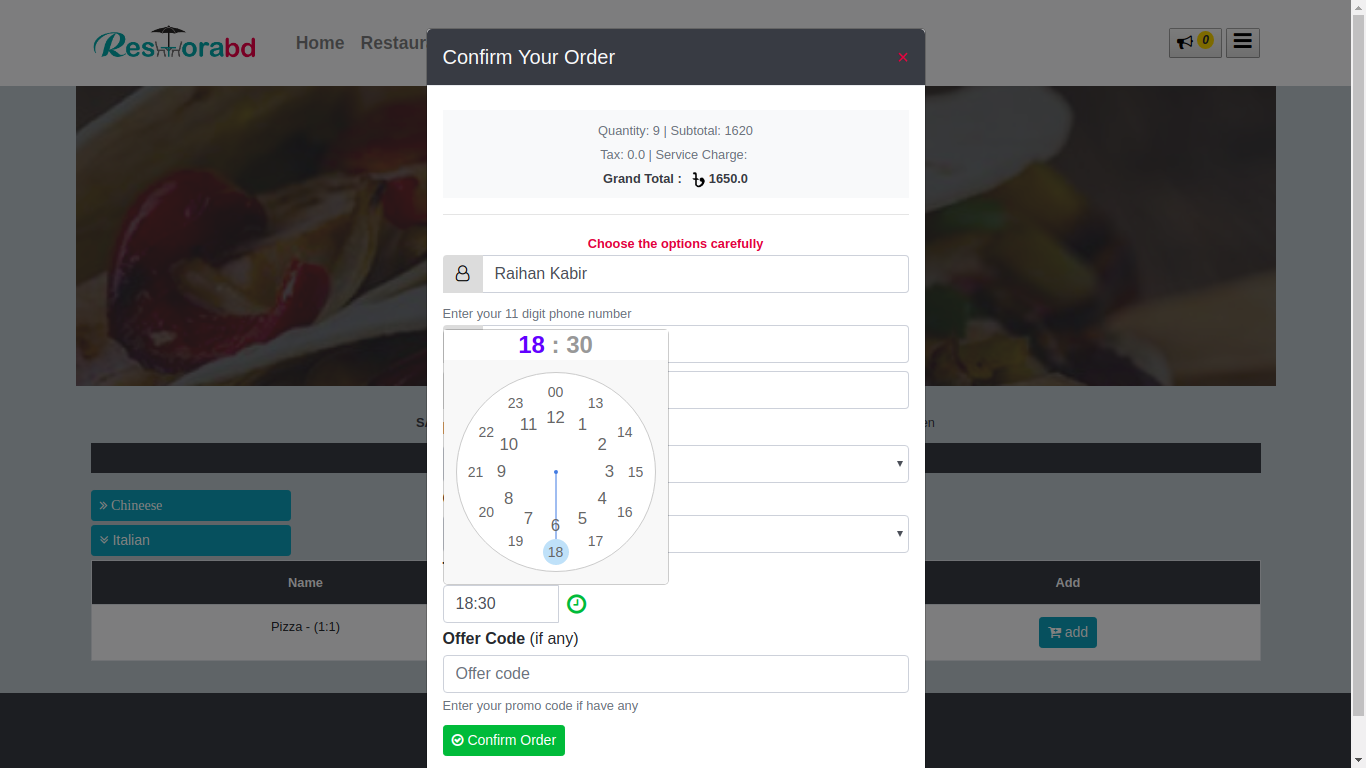 Restorabd
Home
Confirm Your Order
×
0
Quantity: 9 | Subtotal: 1620
Tax: 0.0 | Service Charge:
Grand Total : ৳ 1650.0
Choose the options carefully
Raihan Kabir
Enter your 11 digit phone number
18 : 30
00
23
13
12
11
1
22
14
10
2
21
9
3
15
8
4
20
16
7
5
6
19
17
18
Chineese
Italian
Name
Add
Pizza - (1:1)
add
18:30
Offer Code (if any)
Offer code
Enter your promo code if have any
Confirm Order